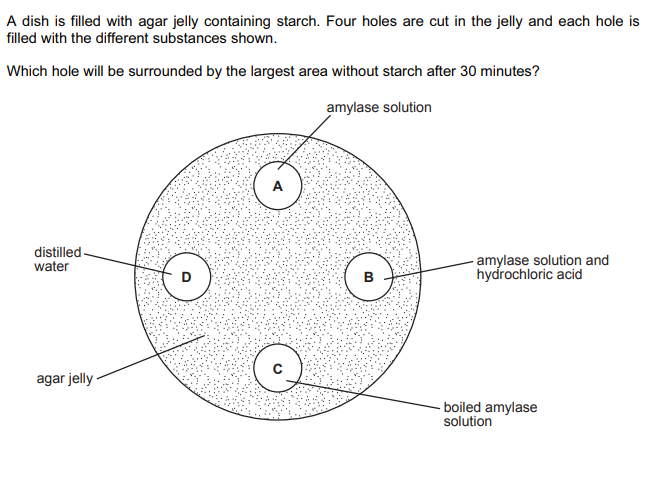 A dish is filled with agar jelly containing starch. Four holes are cut in the jelly and each hole is
filled with the different substances shown.
Which hole will be surrounded by the largest area without starch after 30 minutes?
amylase solution
A
distilled
water
D
B
amylase solution and
hydrochloric acid
C
agar jelly
boiled amylase
solution